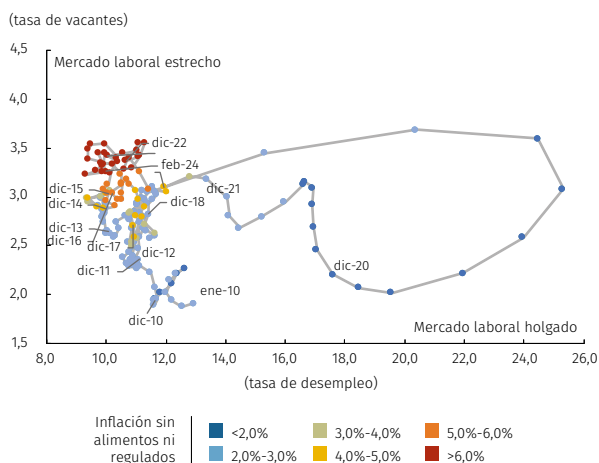 (tasa de vacantes)
4,5
Mercado laboral estrecho
4,0
3,5
dic-22
feb-24
3,0
dic-15
dic-21
dic-14
dic-18
2,5
dic-13
dic-16
dic-17
dic-12
dic-11
dic-20
2,0
ene-10
dic-10
Mercado laboral holgado
1,5
8,0 10,0 12,0 14,0 16,0 18,0 20,0 22,0 24,0 26,0
(tasa de desempleo)
Inflación sin
alimentos ni
regulados
<2,0% 3,0%-4,0% 5,0%-6,0%
2,0%-3,0% 4,0%-5,0% >6,0%